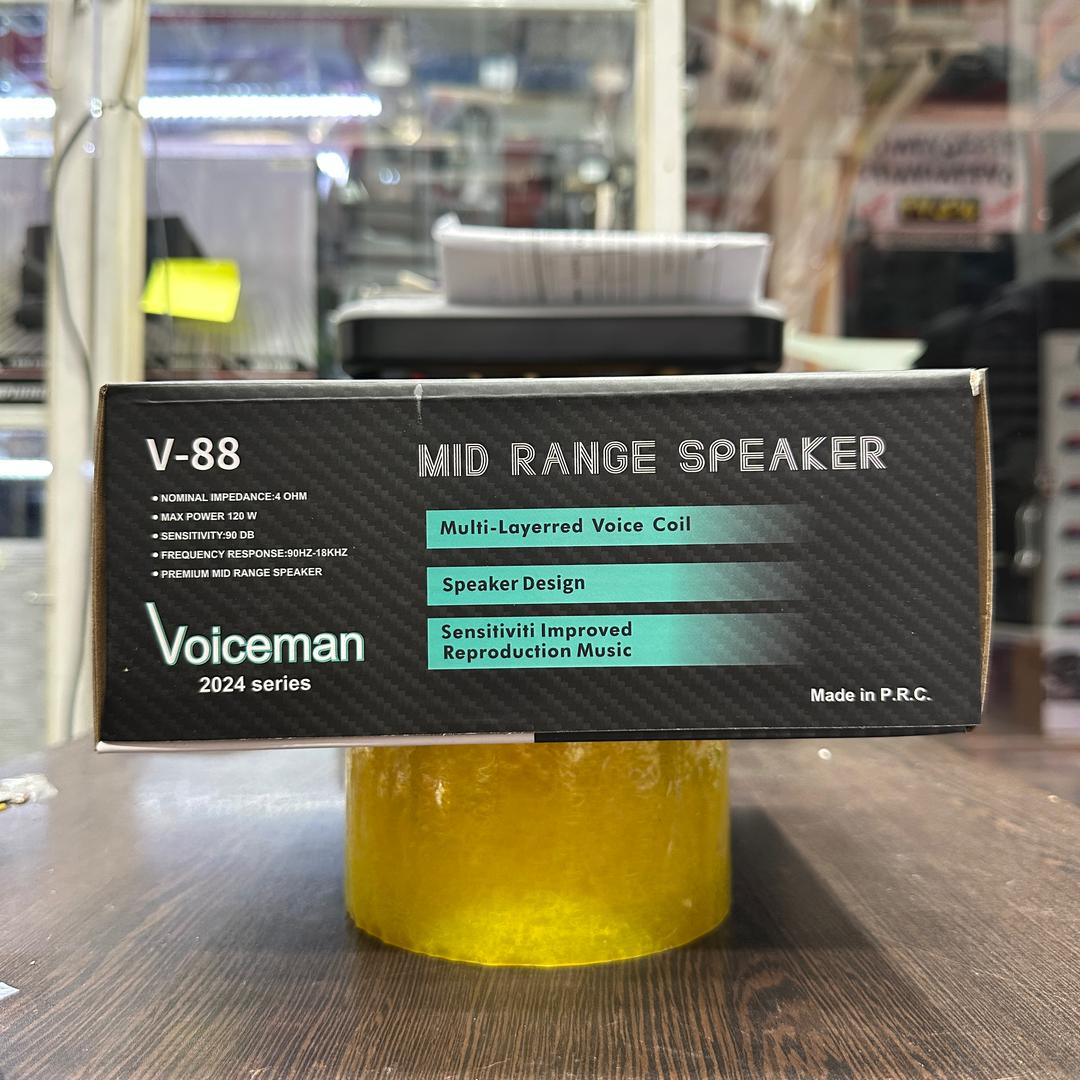 V-88
MID RANGE SPEAKER
• NOMINAL IMPEDANCE:4 OHM
• MAX POWER 120 W
• SENSITIVITY:90 DB
• FREQUENCY RESPONSE:90HZ-18KHZ
• PREMIUM MID RANGE SPEAKER
Multi-Layerred Voice Coil
Speaker Design
Sensitiviti Improved
Reproduction Music
Voiceman
2024 series
Made in P.R.C.